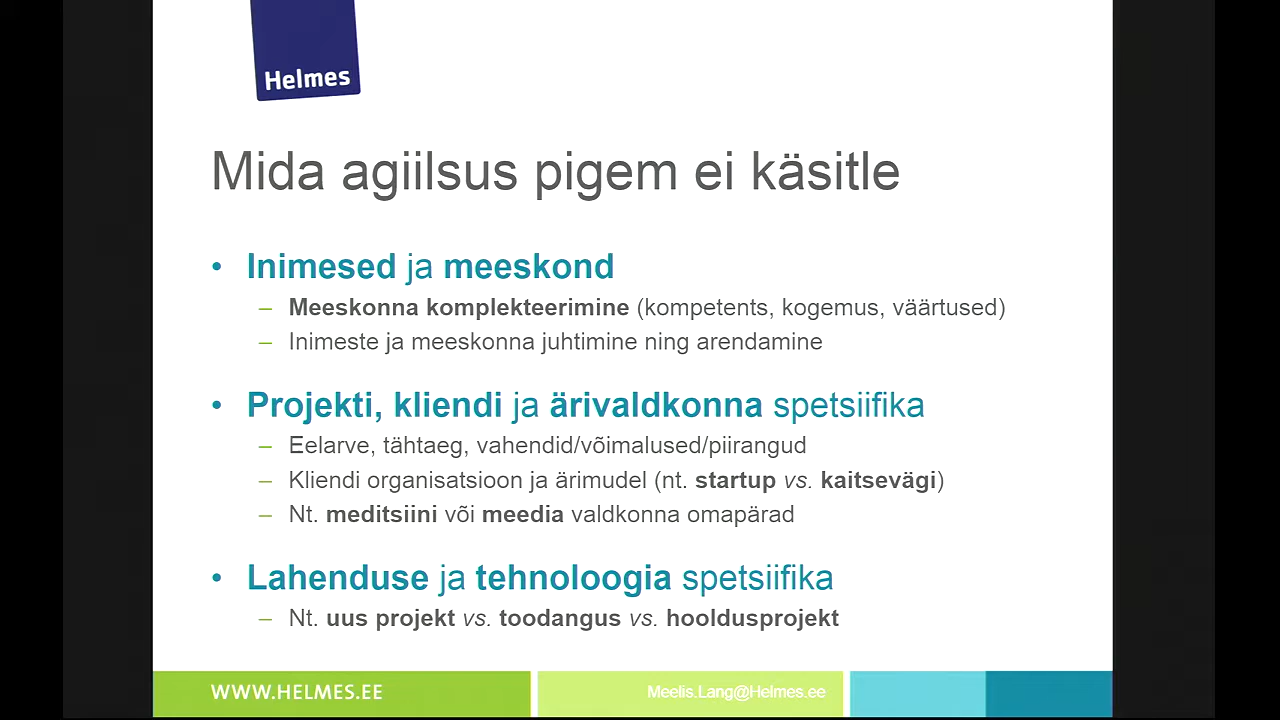 Helmes
Mida agiilsus pigem ei käsitle
• Inimesed ja meeskond
– Meeskonna komplekteerimine (kompetents, kogemus, väärtused)
– Inimeste ja meeskonna juhtimine ning arendamine
• Projekti, kliendi ja ärivaldkonna spetsiifika
– Eelarve, tähtaeg, vahendid/võimalused/piirangud
– Kliendi organisatsioon ja ärimudel (nt. startup vs. kaitsevägi)
– Nt. meditsiini või meedia valdkonna omapärad
• Lahenduse ja tehnoloogia spetsiifika
– Nt. uus projekt vs. toodangus vs. hooldusprojekt
WWW.HELMES.EE
Meelis.Lang@Helmes.ee